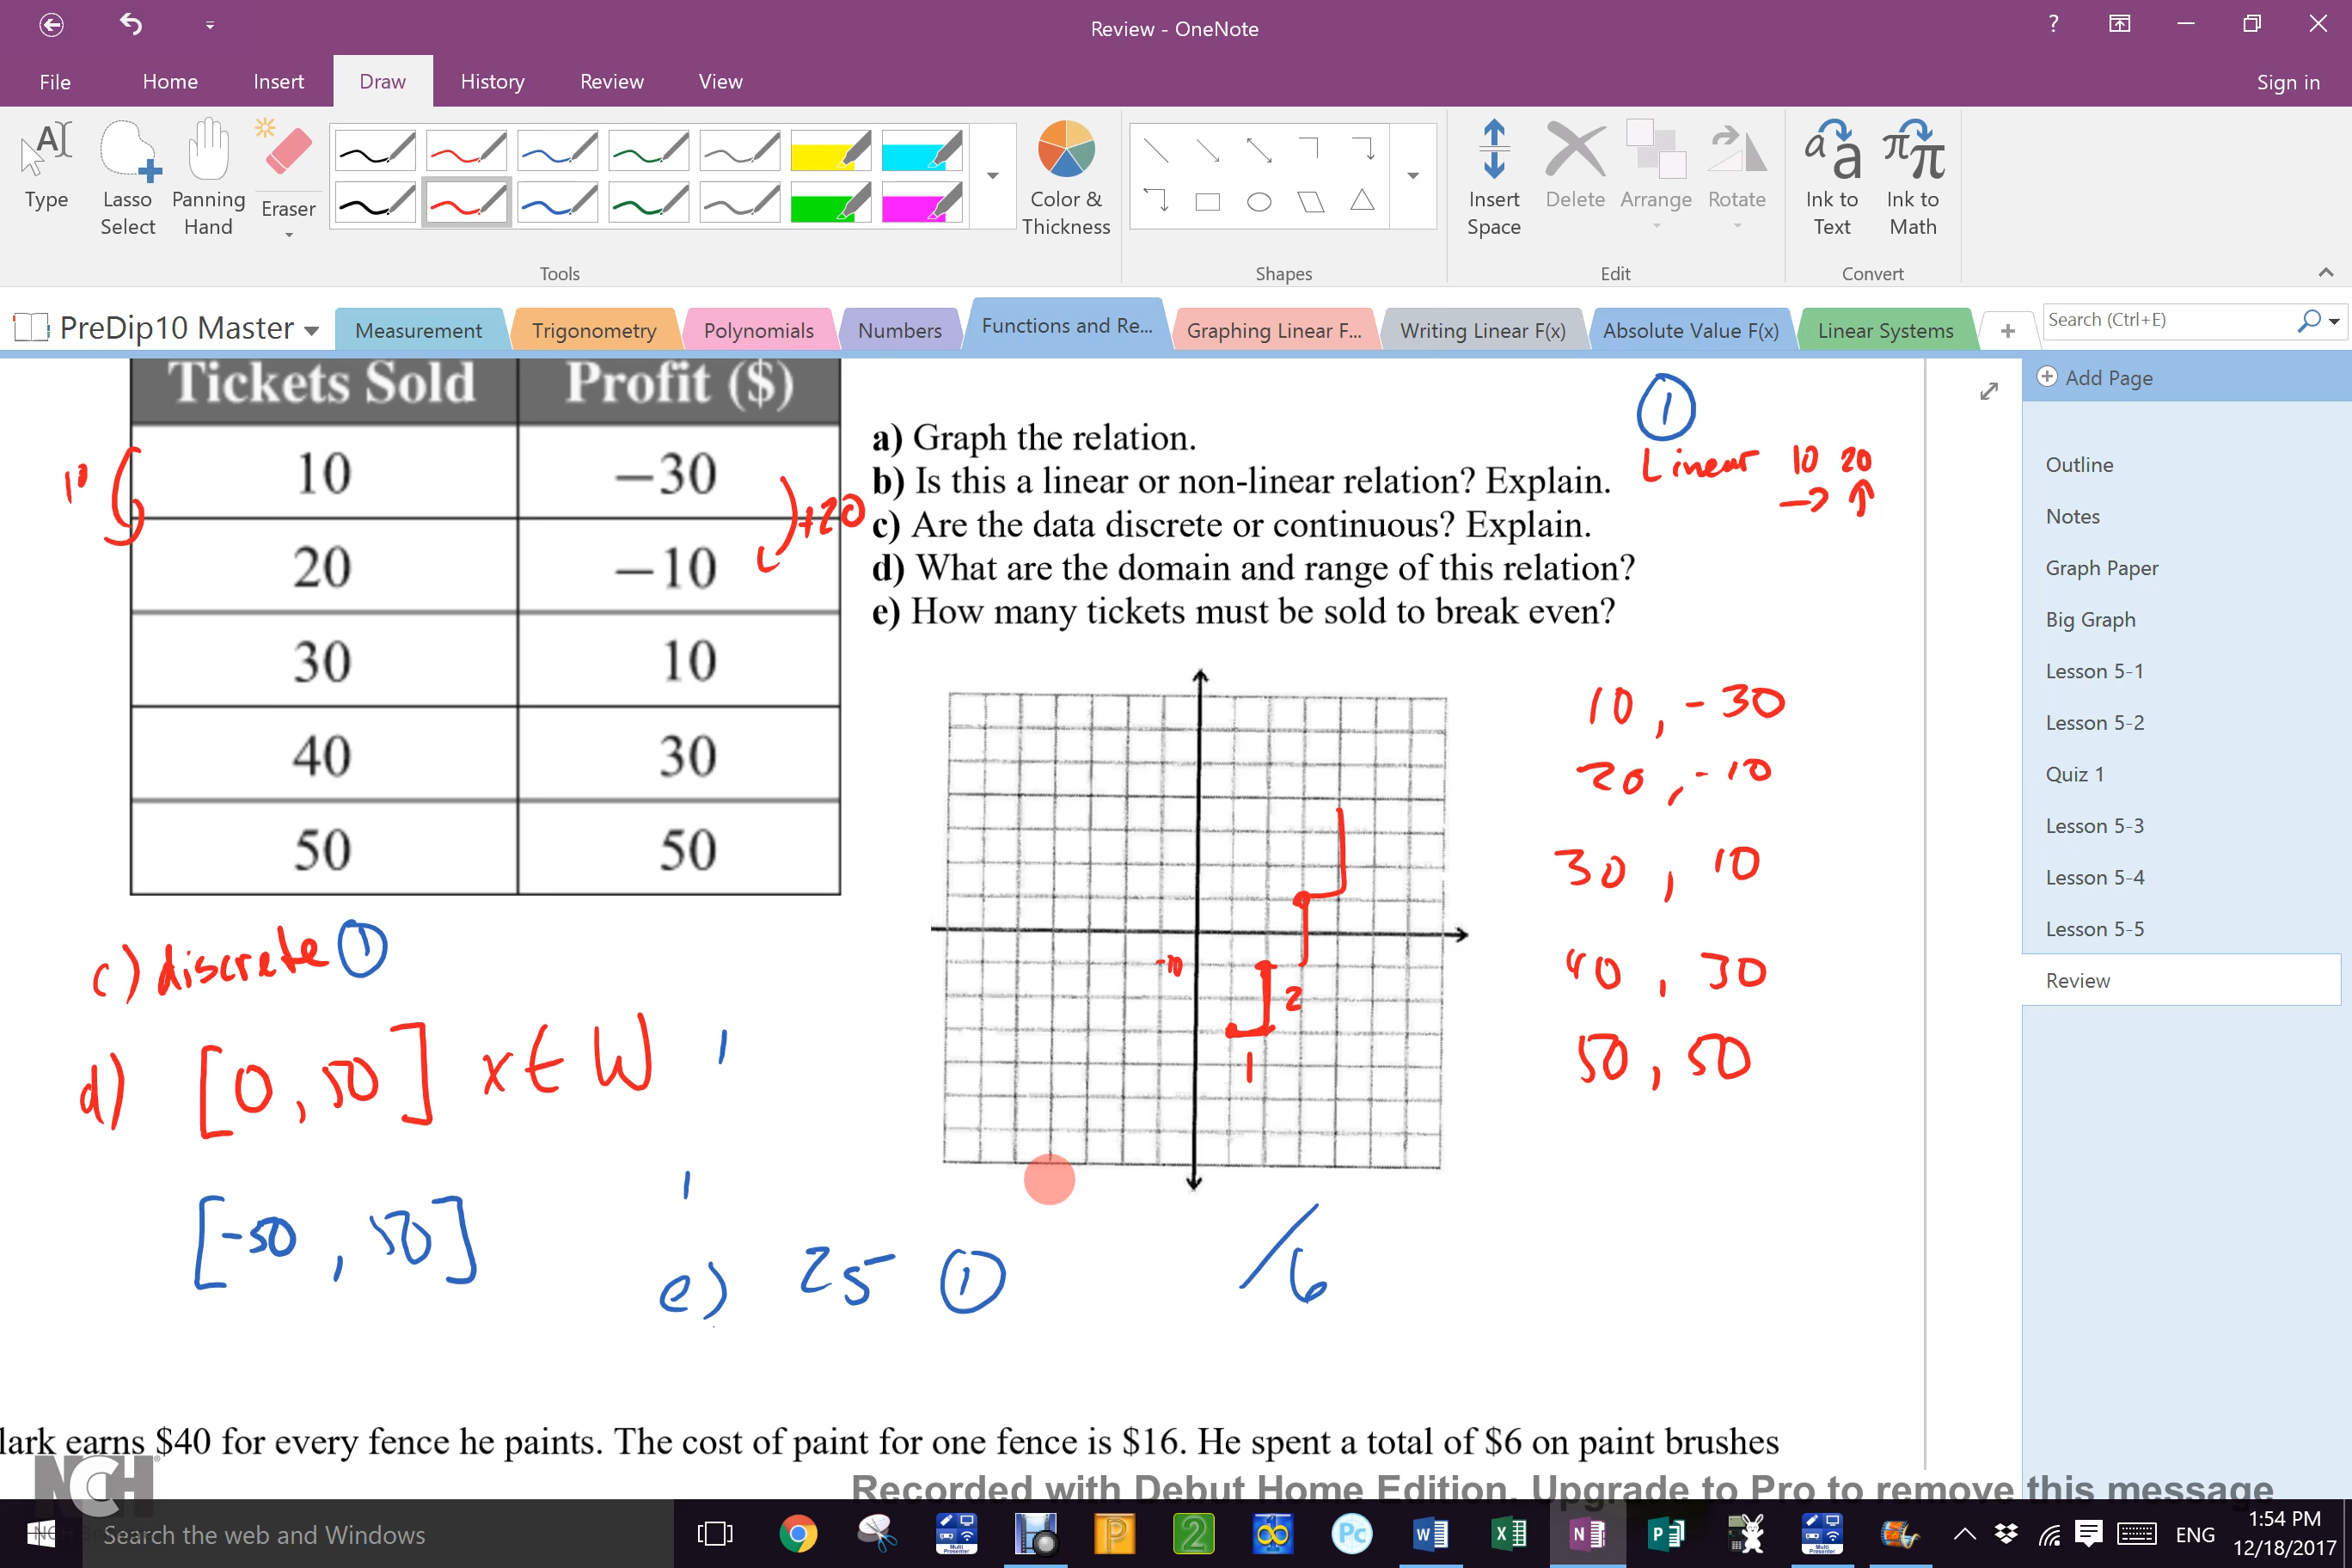 Review - OneNote
File Home Insert Draw History Review View
Sign in
Type
Lasso Select
Panning Hand
Eraser
Color & Thickness
Insert Space
Delete
Arrange
Rotate
Ink to Text
Ink to Math
Tools
Shapes
Edit
Convert
PreDip10 Master
Measurement
Trigonometry
Polynomials
Numbers
Functions and Re...
Graphing Linear F...
Writing Linear F(x)
Absolute Value F(x)
Linear Systems
Search (Ctrl+E)
Add Page
Outline
Notes
Graph Paper
Big Graph
Lesson 5-1
Lesson 5-2
Quiz 1
Lesson 5-3
Lesson 5-4
Lesson 5-5
Review
Tickets Sold Profit ($)
10 −30
20 −10
30 10
40 30
50 50
10
+20
a) Graph the relation.
b) Is this a linear or non-linear relation? Explain.
c) Are the data discrete or continuous? Explain.
d) What are the domain and range of this relation?
e) How many tickets must be sold to break even?
1
Linear 10 20
→ ↑
10, -30
20, -10
30, 10
40, 30
50, 50
-10
2
1
c) discrete 1
d) [0, 50] x ∈ W 1
[-50, 50] 1
e) 25 1
/6
lark earns $40 for every fence he paints. The cost of paint for one fence is $16. He spent a total of $6 on paint brushes
NCH
Recorded with Debut Home Edition. Upgrade to Pro to remove this message
Search the web and Windows
ENG
1:54 PM
12/18/2017